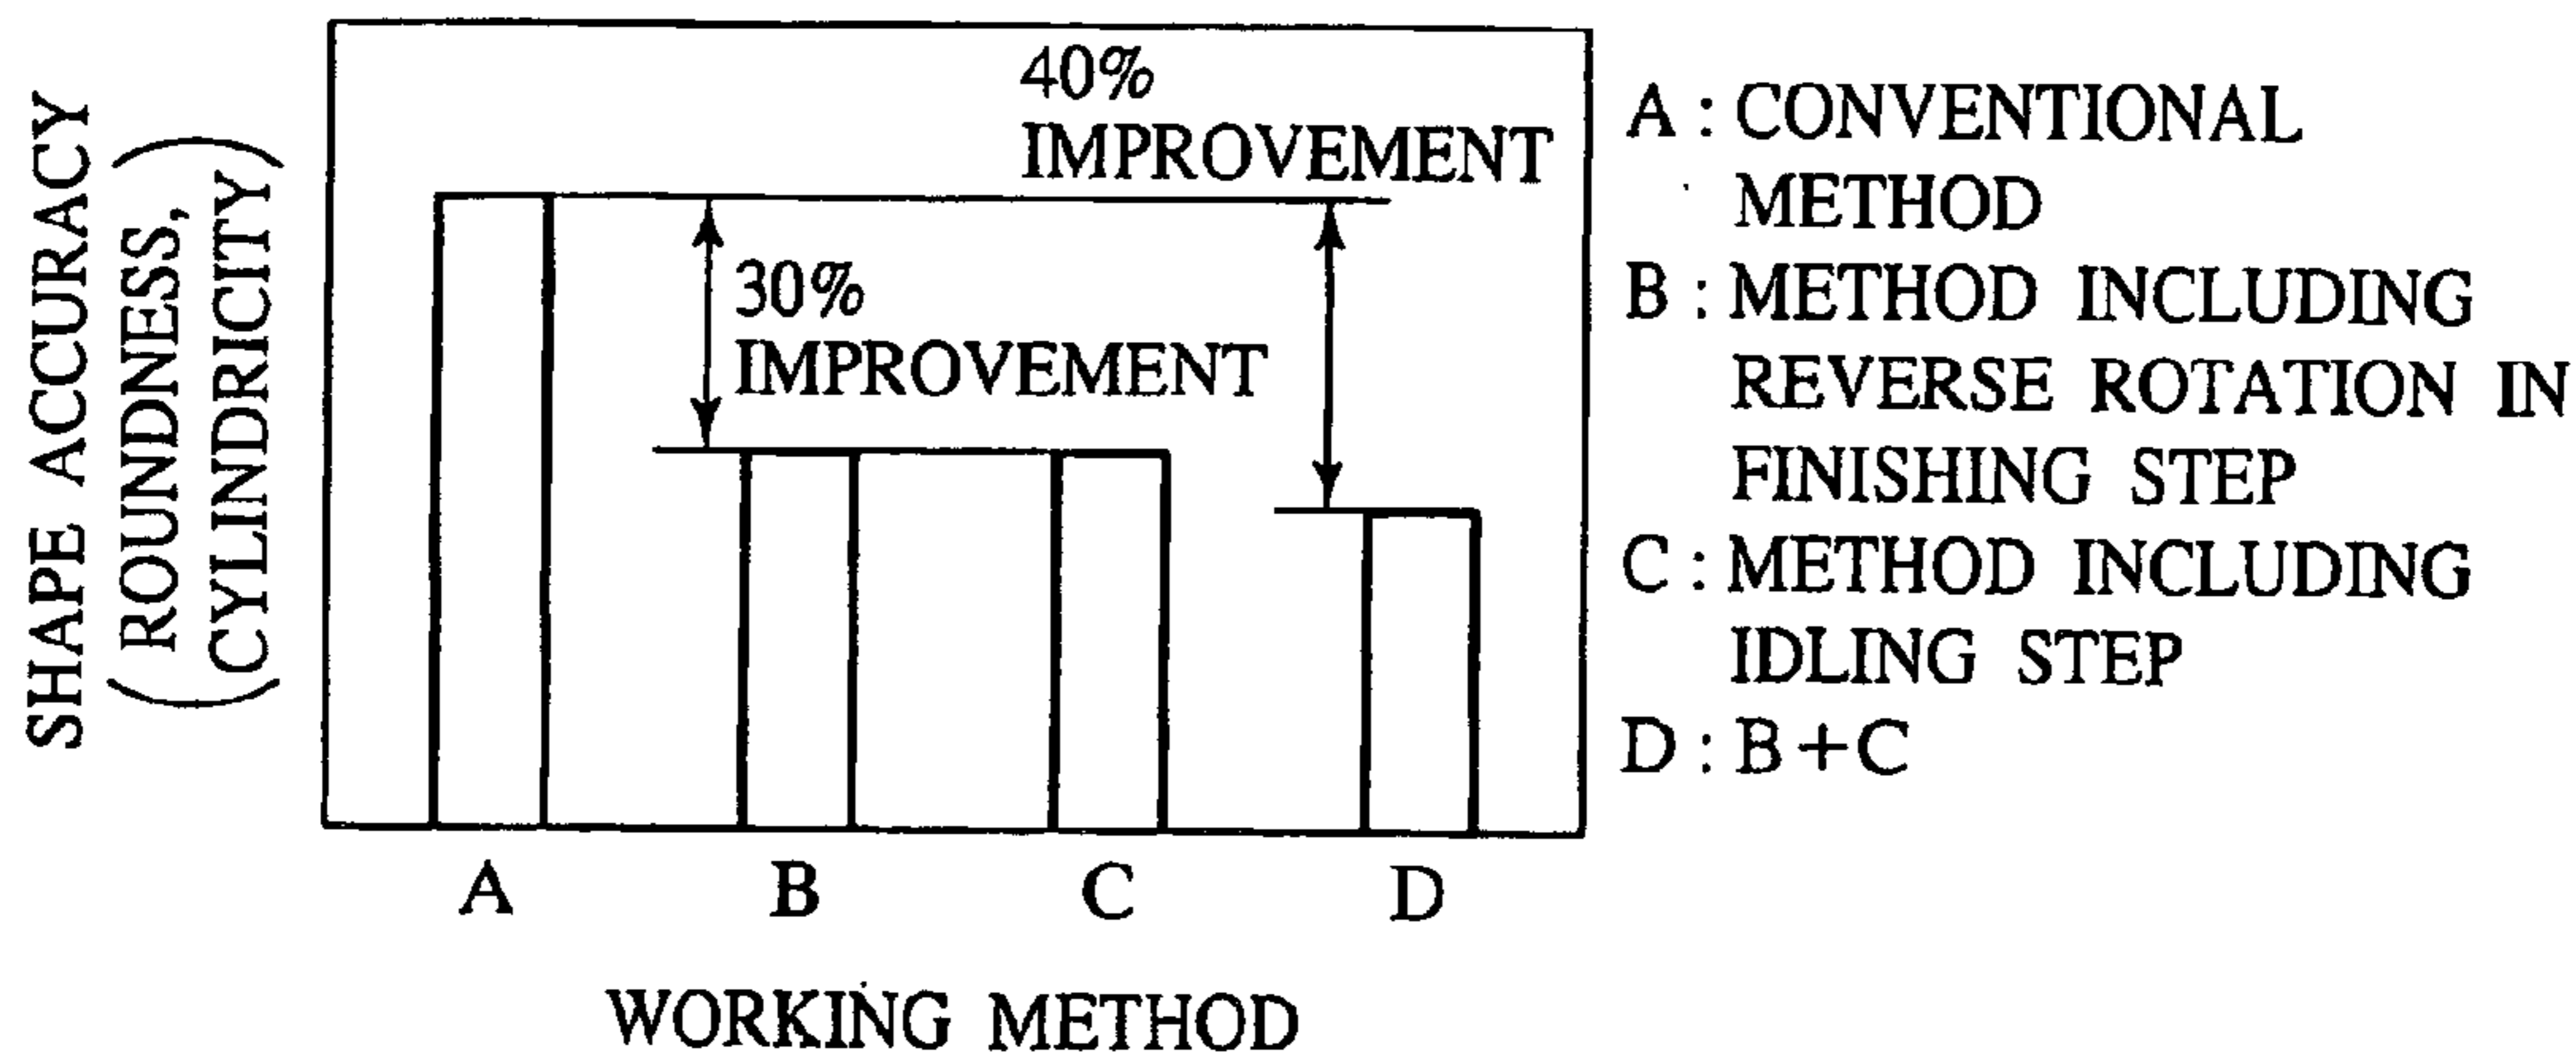 SHAPE ACCURACY
(ROUNDNESS,
CYLINDRICITY)
40%
IMPROVEMENT
30%
IMPROVEMENT
A B C D
WORKING METHOD
A : CONVENTIONAL
METHOD
B : METHOD INCLUDING
REVERSE ROTATION IN
FINISHING STEP
C : METHOD INCLUDING
IDLING STEP
D : B+C